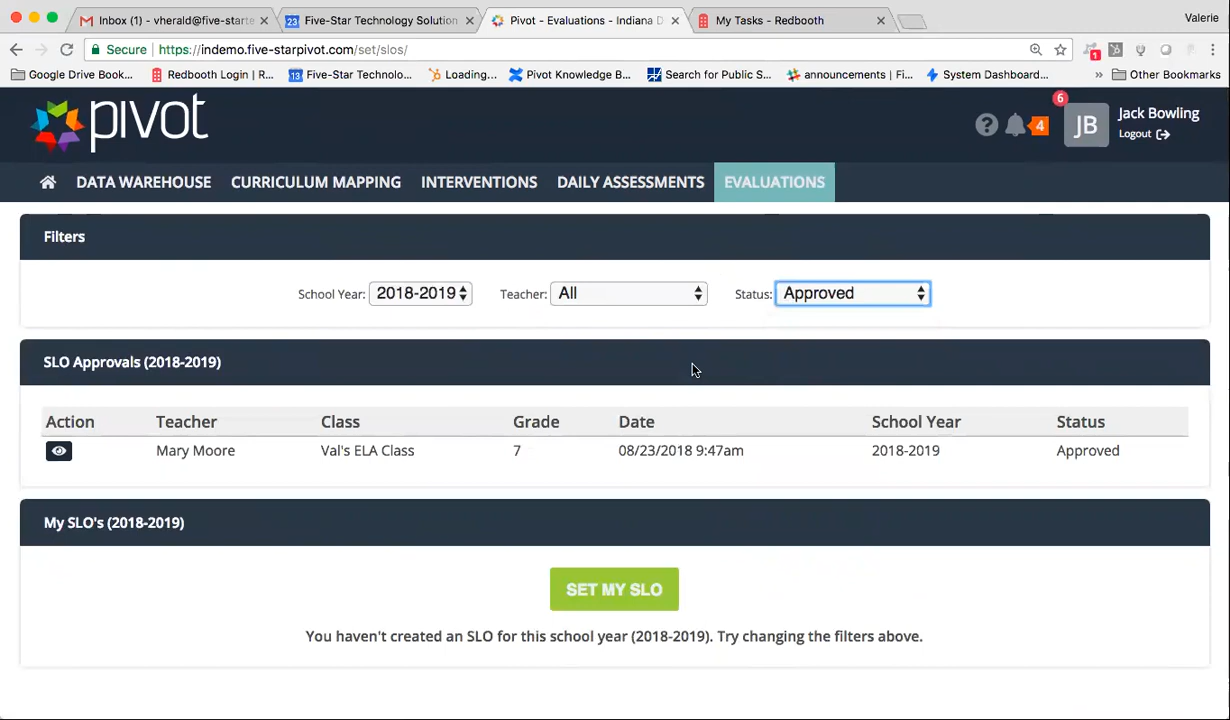 Inbox (1) - vherald@five-starte
23 Five-Star Technology Solution
Pivot - Evaluations - Indiana D
My Tasks - Redbooth
Valerie
Secure https://indemo.five-starpivot.com/set/slos/
1
Google Drive Book...
Redbooth Login | R...
13 Five-Star Technolo...
Loading...
Pivot Knowledge B...
Search for Public S...
announcements | Fi...
System Dashboard...
» Other Bookmarks
pivot
? 4 6 JB Jack Bowling
Logout
DATA WAREHOUSE CURRICULUM MAPPING INTERVENTIONS DAILY ASSESSMENTS EVALUATIONS
Filters
School Year: 2018-2019 Teacher: All Status: Approved
SLO Approvals (2018-2019)
Action Teacher Class Grade Date School Year Status
Mary Moore Val's ELA Class 7 08/23/2018 9:47am 2018-2019 Approved
My SLO's (2018-2019)
SET MY SLO
You haven't created an SLO for this school year (2018-2019). Try changing the filters above.